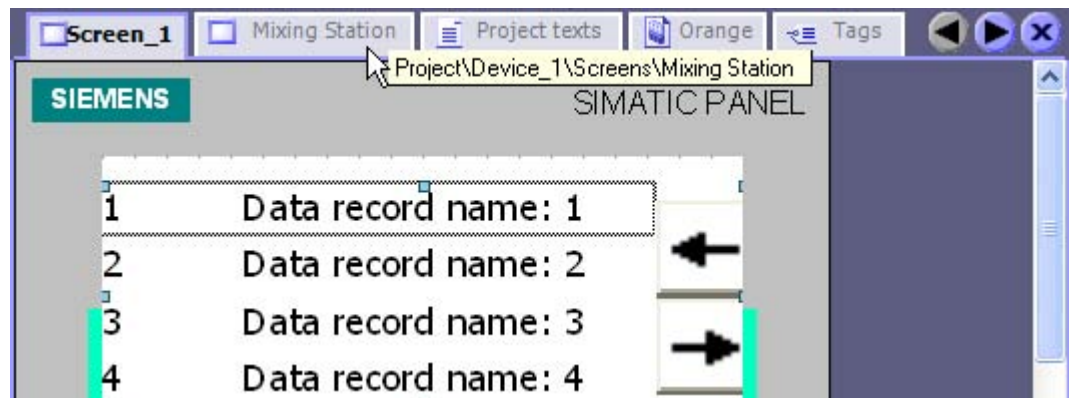 Screen_1 Mixing Station Project texts Orange Tags
Project\Device_1\Screens\Mixing Station
SIEMENS SIMATIC PANEL
1 Data record name: 1
2 Data record name: 2
3 Data record name: 3
4 Data record name: 4